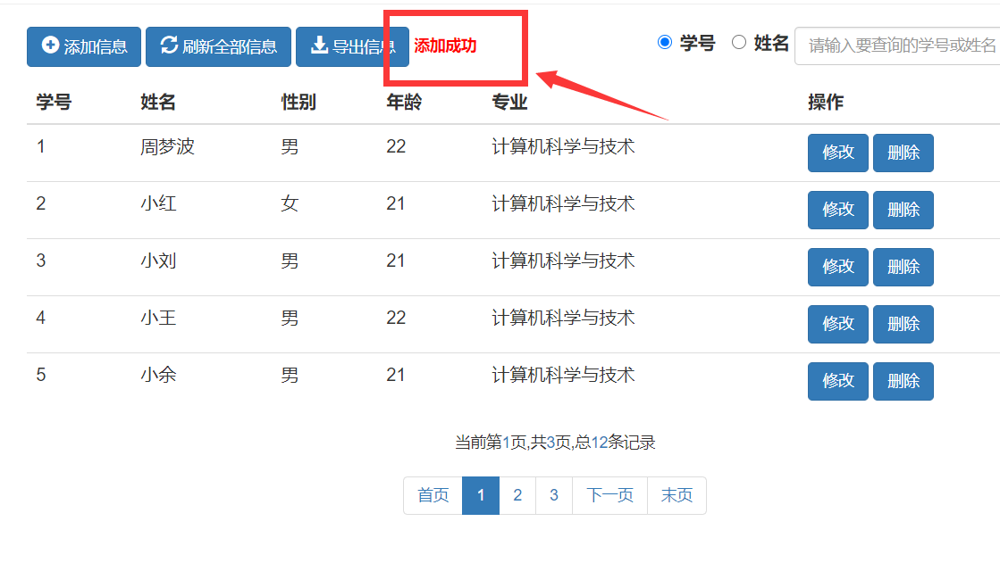 添加信息 刷新全部信息 导出信息 添加成功 学号 姓名 请输入要查询的学号或姓名
学号 姓名 性别 年龄 专业 操作
1 周梦波 男 22 计算机科学与技术 修改 删除
2 小红 女 21 计算机科学与技术 修改 删除
3 小刘 男 21 计算机科学与技术 修改 删除
4 小王 男 22 计算机科学与技术 修改 删除
5 小余 男 21 计算机科学与技术 修改 删除
当前第1页,共3页,总12条记录
首页 1 2 3 下一页 末页